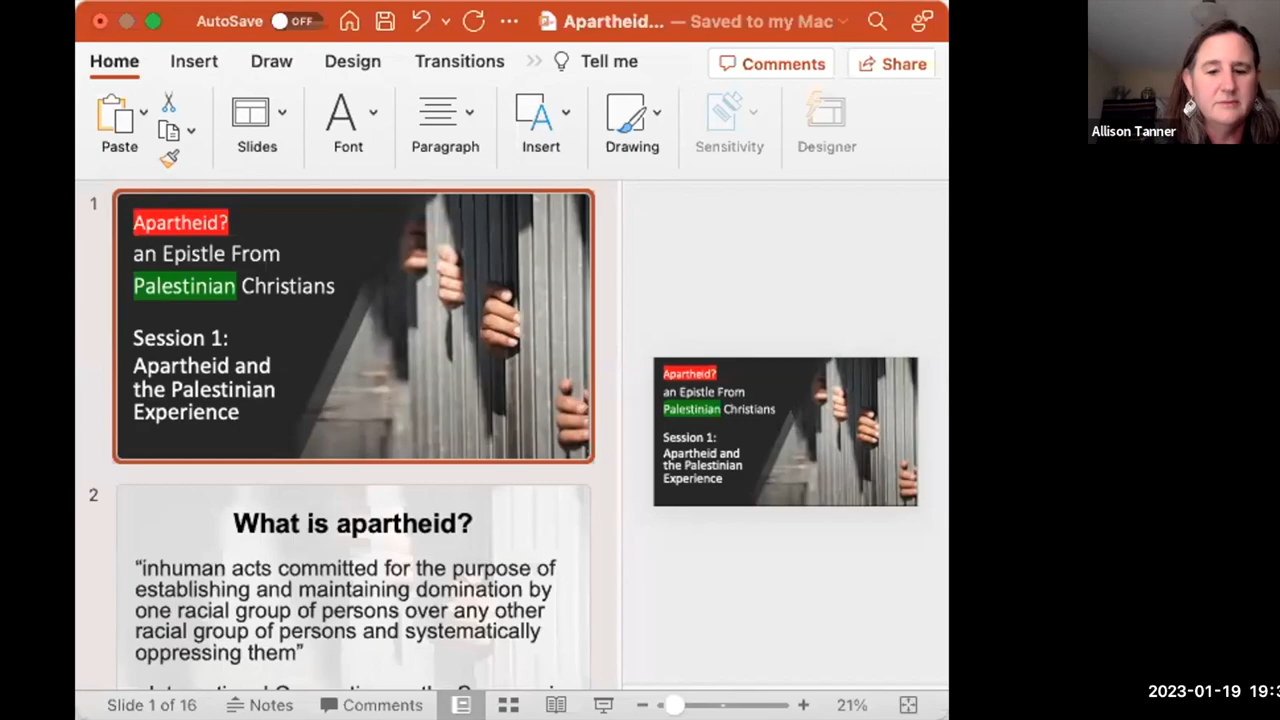 AutoSave OFF Apartheid... — Saved to my Mac
Home Insert Draw Design Transitions Tell me Comments Share
Paste Slides Font Paragraph Insert Drawing Sensitivity Designer
1
Apartheid?
an Epistle From
Palestinian Christians
Session 1:
Apartheid and
the Palestinian
Experience
2
What is apartheid?
“inhuman acts committed for the purpose of
establishing and maintaining domination by
one racial group of persons over any other
racial group of persons and systematically
oppressing them”
Apartheid?
an Epistle From
Palestinian Christians
Session 1:
Apartheid and
the Palestinian
Experience
Slide 1 of 16 Notes Comments 21%
Allison Tanner
2023-01-19 19:3